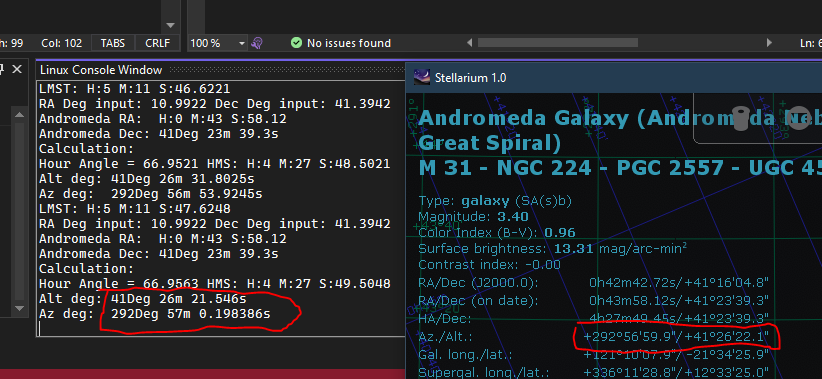 h: 99 Col: 102 TABS CRLF 100 % No issues found Ln: 6
Linux Console Window
LMST: H:5 M:11 S:46.6221
RA Deg input: 10.9922 Dec Deg input: 41.3942
Andromeda RA: H:0 M:43 S:58.12
Andromeda Dec: 41Deg 23m 39.3s
Calculation:
Hour Angle = 66.9521 HMS: H:4 M:27 S:48.5021
Alt deg: 41Deg 26m 31.8025s
Az deg: 292Deg 56m 53.9245s
LMST: H:5 M:11 S:47.6248
RA Deg input: 10.9922 Dec Deg input: 41.3942
Andromeda RA: H:0 M:43 S:58.12
Andromeda Dec: 41Deg 23m 39.3s
Calculation:
Hour Angle = 66.9563 HMS: H:4 M:27 S:49.5048
Alt deg: 41Deg 26m 21.546s
Az deg: 292Deg 57m 0.198386s
Stellarium 1.0
Andromeda Galaxy (Andromeda Neb
Great Spiral)
M 31 - NGC 224 - PGC 2557 - UGC 45
Type: galaxy (SA(s)b)
Magnitude: 3.40
Color Index (B-V): 0.96
Surface brightness: 13.31 mag/arc-min²
Contrast index: -0.00
RA/Dec (J2000.0): 0h42m42.72s/+41°16'04.8"
RA/Dec (on date): 0h43m58.12s/+41°23'39.3"
HA/Dec: 4h27m49.45s/+41°23'39.3"
Az./Alt.: +292°56'59.9"/+41°26'22.1"
Gal. long./lat.: +121°10'07.9"/-21°34'25.9"
Supergal. long./lat.: +336°11'28.8"/+12°33'25.0"